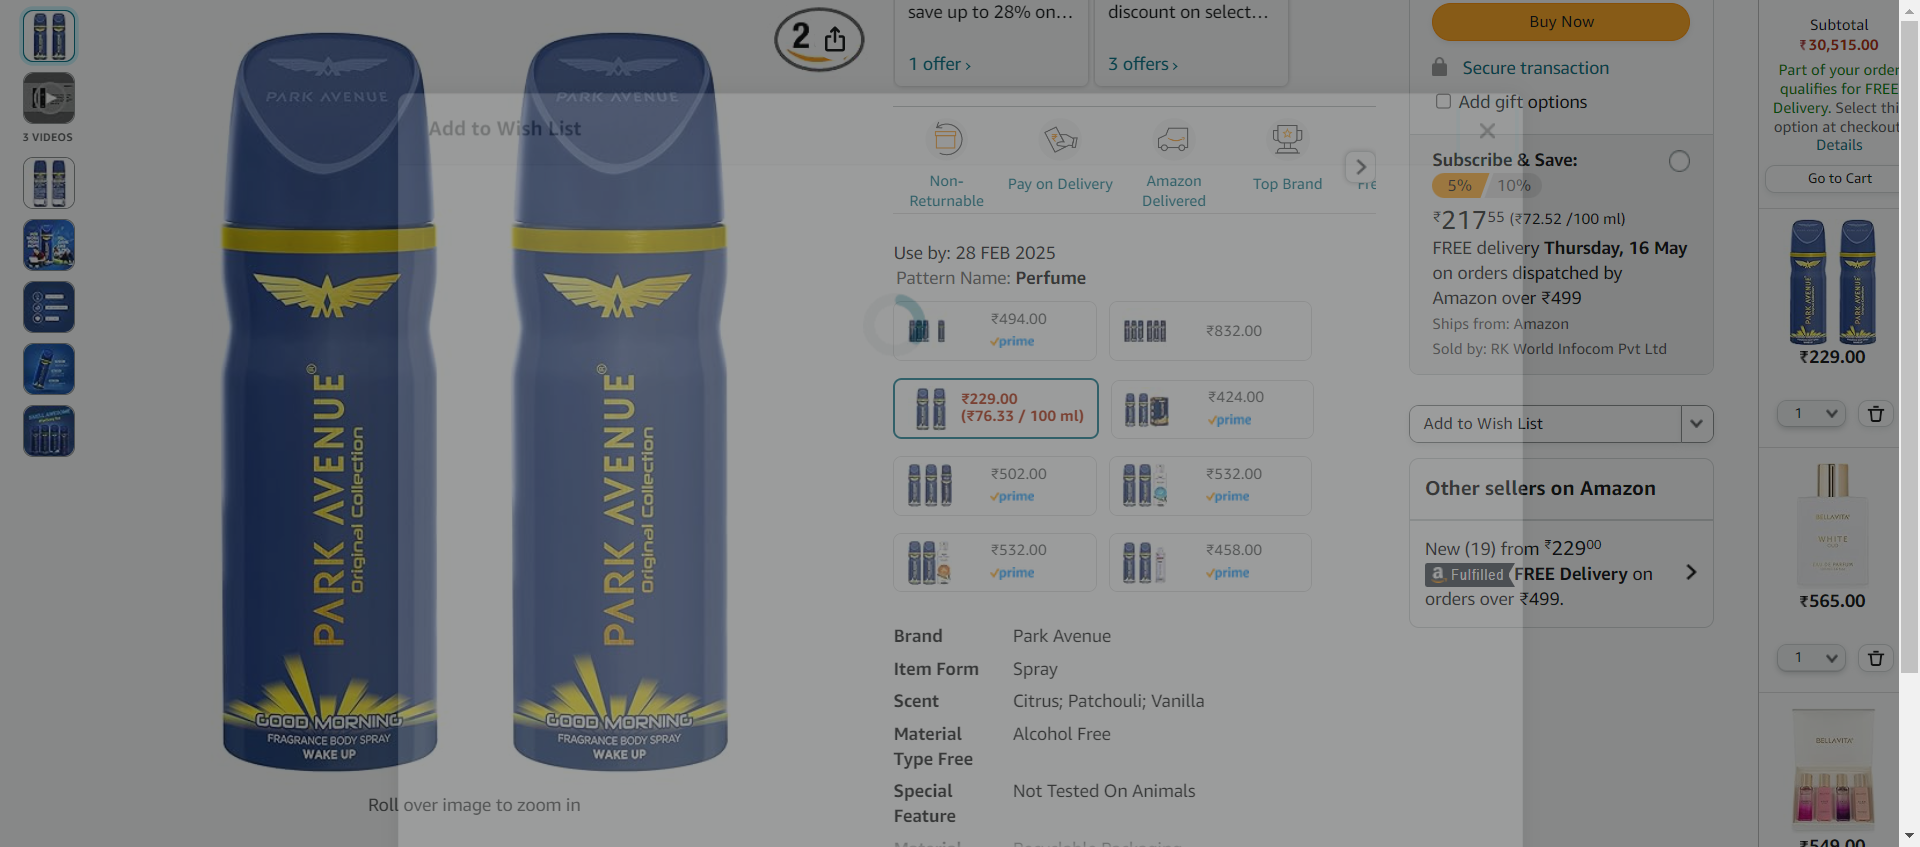 3 VIDEOS
PARK AVENUE
PARK AVENUE®
Original Collection
GOOD MORNING
FRAGRANCE BODY SPRAY
WAKE UP
PARK AVENUE
PARK AVENUE®
Original Collection
GOOD MORNING
FRAGRANCE BODY SPRAY
WAKE UP
2
Roll over image to zoom in
Add to Wish List
save up to 28% on…
1 offer ›
discount on select…
3 offers ›
Non-
Returnable
Pay on Delivery
Amazon
Delivered
Top Brand
Fre
Use by: 28 FEB 2025
Pattern Name: Perfume
₹494.00
prime
₹832.00
₹229.00
(₹76.33 / 100 ml)
₹424.00
prime
₹502.00
prime
₹532.00
prime
₹532.00
prime
₹458.00
prime
Brand Park Avenue
Item Form Spray
Scent Citrus; Patchouli; Vanilla
Material Alcohol Free
Type Free
Special Not Tested On Animals
Feature
Material Recyclable Packaging
Buy Now
Secure transaction
Add gift options
Subscribe & Save:
5% 10%
₹21755 (₹72.52 /100 ml)
FREE delivery Thursday, 16 May
on orders dispatched by
Amazon over ₹499
Ships from: Amazon
Sold by: RK World Infocom Pvt Ltd
Add to Wish List
Other sellers on Amazon
New (19) from ₹22900
a Fulfilled FREE Delivery on
orders over ₹499.
Subtotal
₹30,515.00
Part of your order
qualifies for FREE
Delivery. Select thi
option at checkout
Details
Go to Cart
PARK AVENUE
PARK AVENUE
₹229.00
1
BELLAVITA
WHITE
₹565.00
1
BELLAVITA
₹549.00